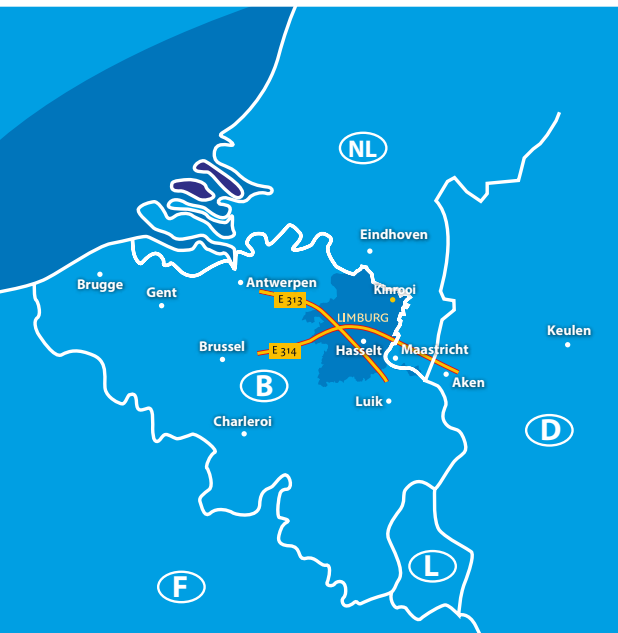 NL
Eindhoven
Brugge
Antwerpen
Kinrooi
Gent
E 313
LIMBURG
Keulen
Brussel
E 314
Hasselt
Maastricht
B
Aken
Luik
Charleroi
D
L
F